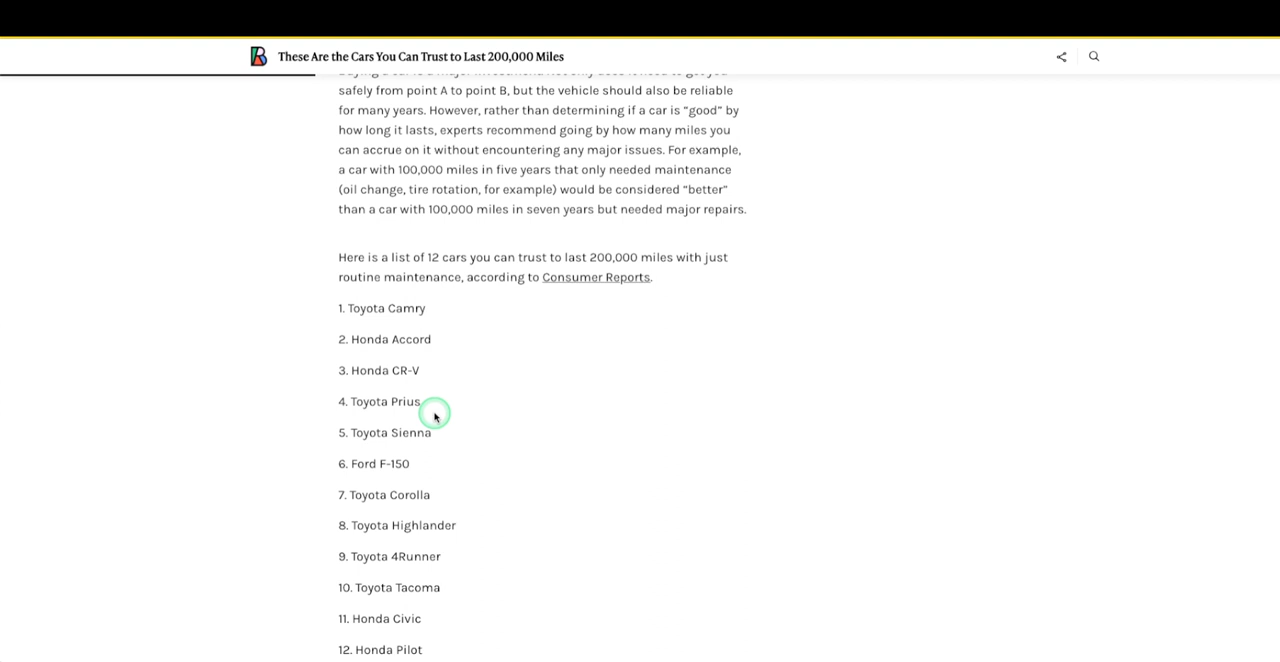 These Are the Cars You Can Trust to Last 200,000 Miles
safely from point A to point B, but the vehicle should also be reliable
for many years. However, rather than determining if a car is “good” by
how long it lasts, experts recommend going by how many miles you
can accrue on it without encountering any major issues. For example,
a car with 100,000 miles in five years that only needed maintenance
(oil change, tire rotation, for example) would be considered “better”
than a car with 100,000 miles in seven years but needed major repairs.
Here is a list of 12 cars you can trust to last 200,000 miles with just
routine maintenance, according to Consumer Reports.
1. Toyota Camry
2. Honda Accord
3. Honda CR-V
4. Toyota Prius
5. Toyota Sienna
6. Ford F-150
7. Toyota Corolla
8. Toyota Highlander
9. Toyota 4Runner
10. Toyota Tacoma
11. Honda Civic
12. Honda Pilot